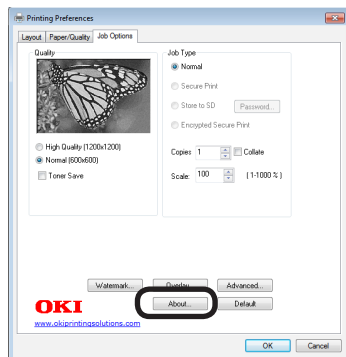 Printing Preferences
Layout Paper/Quality Job Options
Quality
High Quality (1200x1200)
Normal (600x600)
Toner Save
Job Type
Normal
Secure Print
Store to SD Password...
Encrypted Secure Print
Copies 1 Collate
Scale: 100 (1-1000 %)
Watermark... Overlay... Advanced...
About... Default
OKI
www.okiprintingsolutions.com
OK Cancel